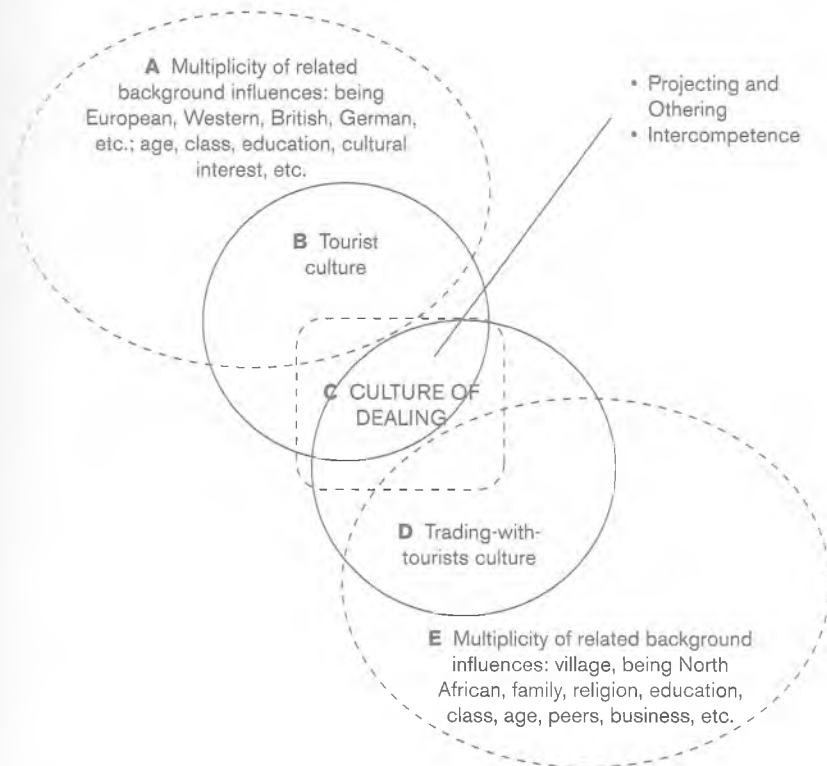 A Multiplicity of related
background influences: being
European, Western, British, German,
etc.; age, class, education, cultural
interest, etc.
• Projecting and
Othering
• Intercompetence
B Tourist
culture
C CULTURE OF
DEALING
D Trading-with-
tourists culture
E Multiplicity of related background
influences: village, being North
African, family, religion, education,
class, age, peers, business, etc.